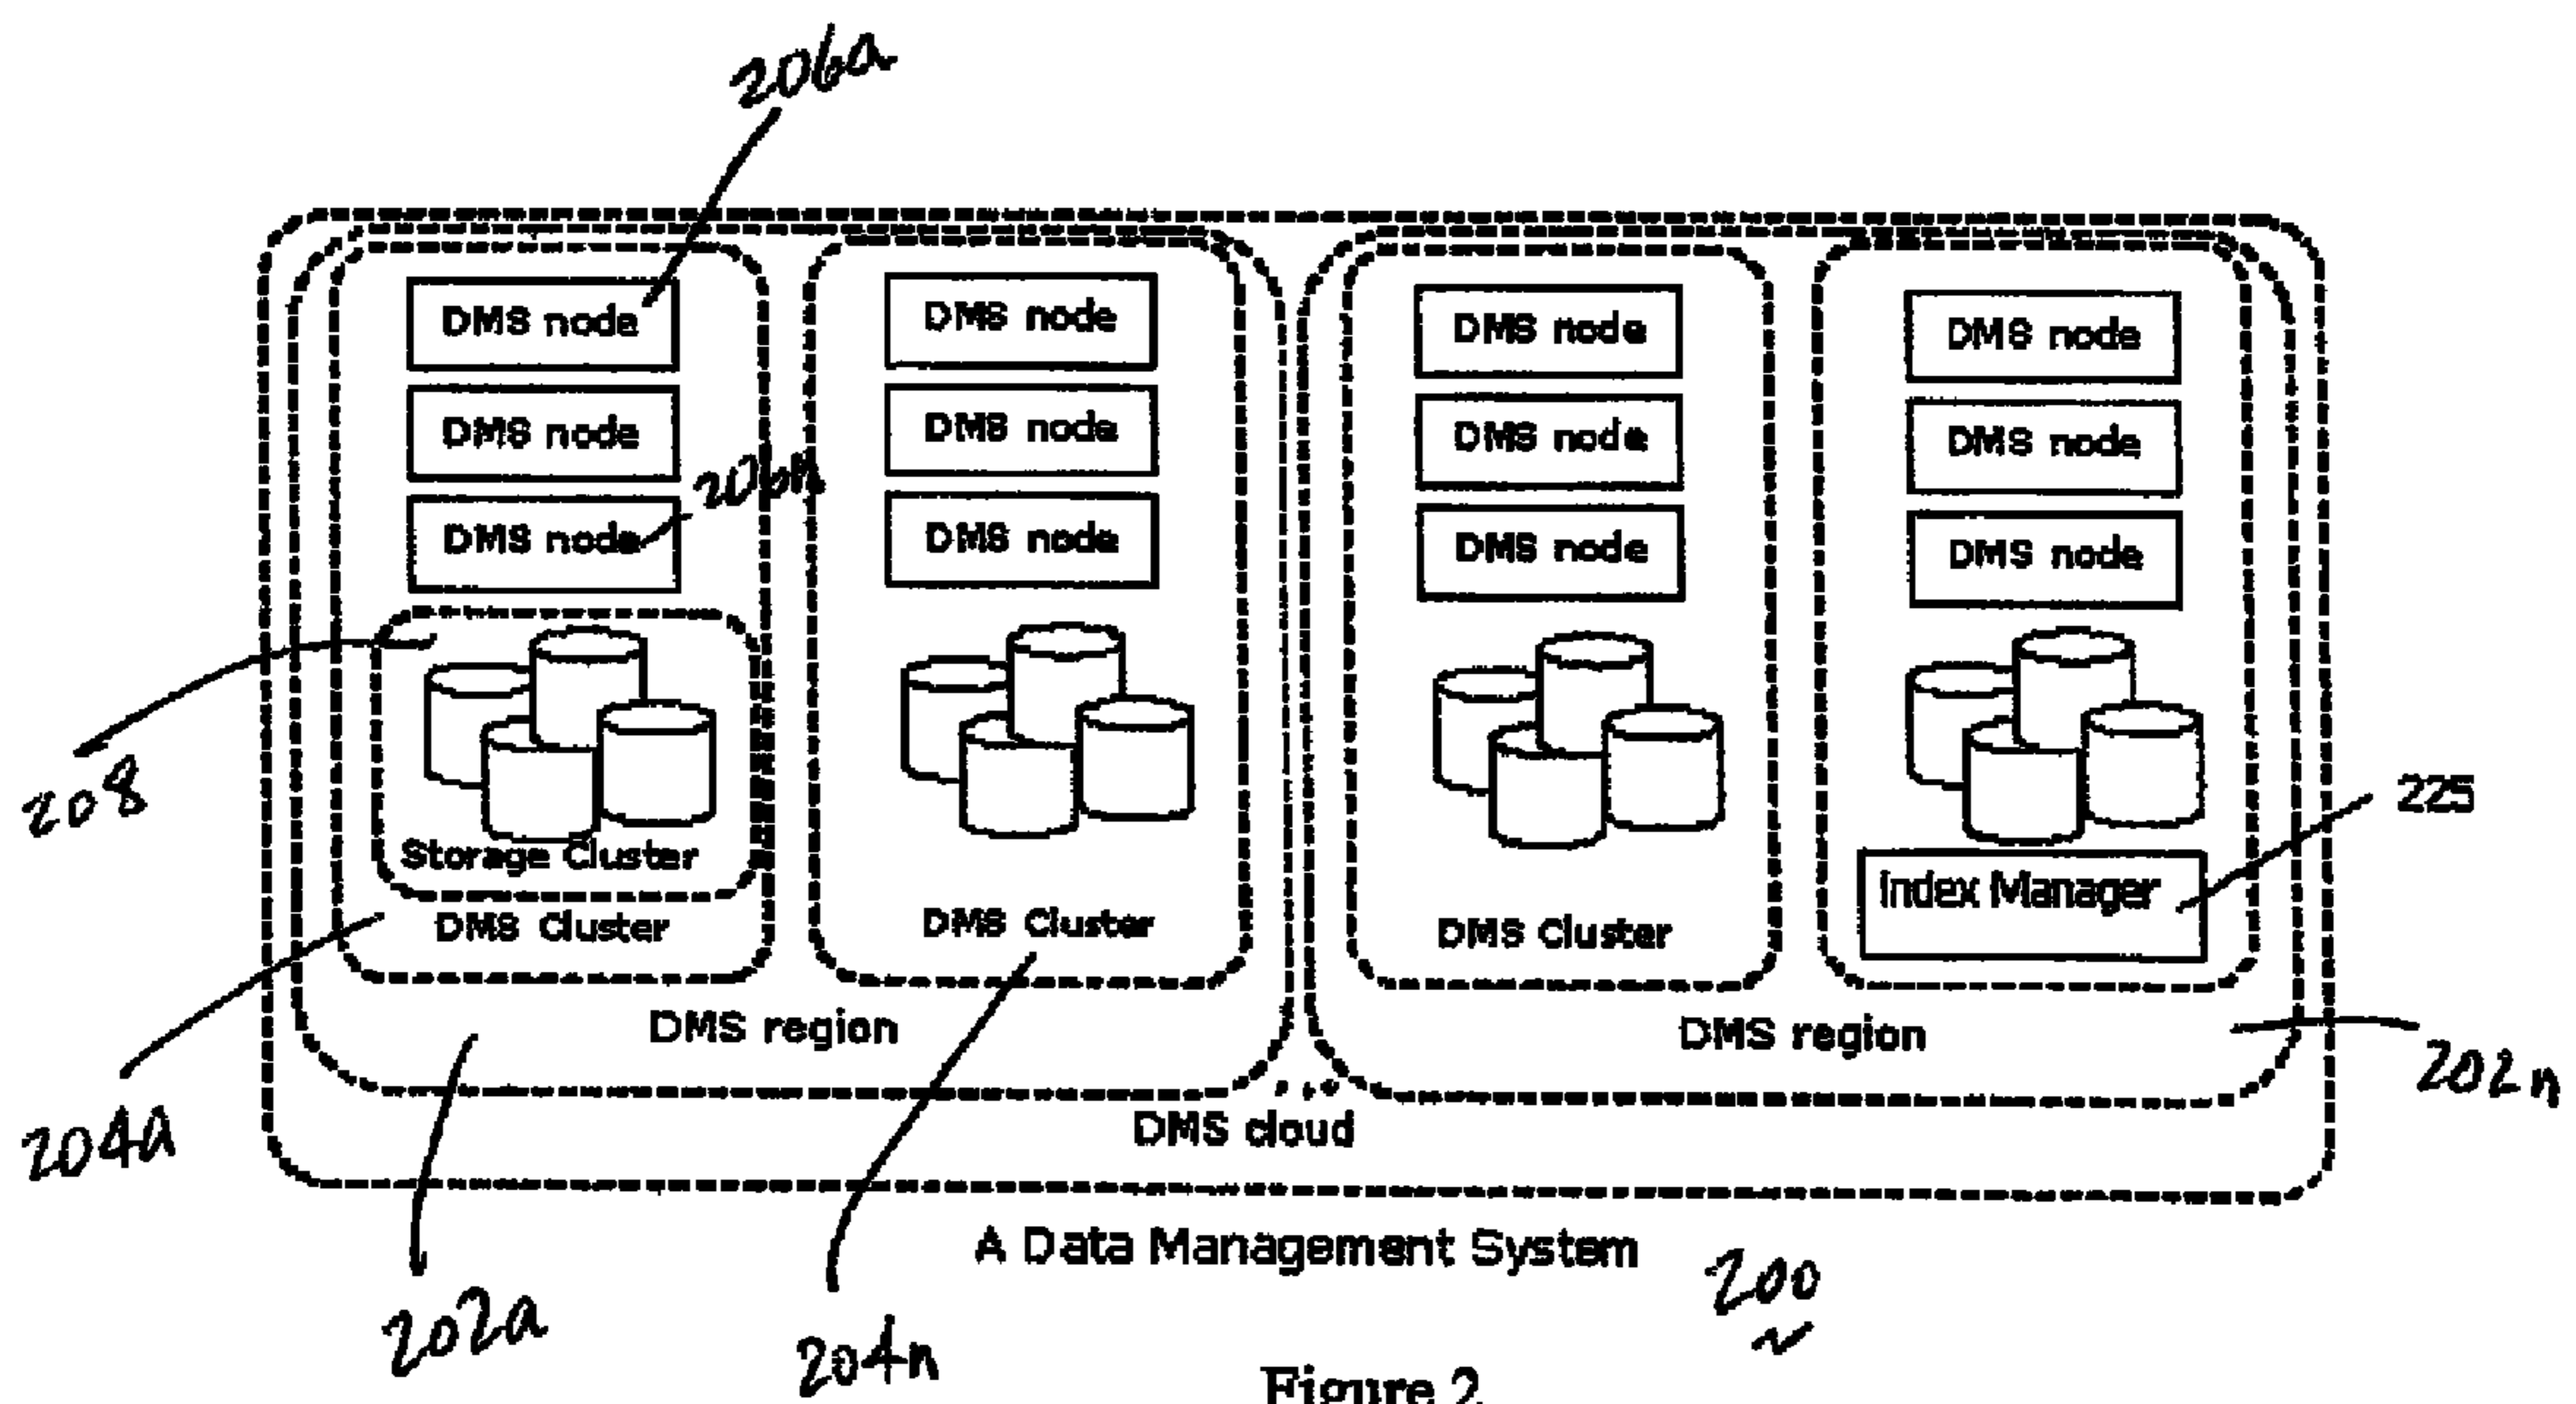 206a
DMS node
DMS node
DMS node
DMS node
DMS node
DMS node
DMS node
DMS node
206n
DMS node
DMS node
DMS node
DMS node
208
225
Storage Cluster
Index Manager
DMS Cluster
DMS Cluster
DMS Cluster
DMS region
DMS region
202n
204a
DMS cloud
A Data Management System
200
202a
204n
Figure 2